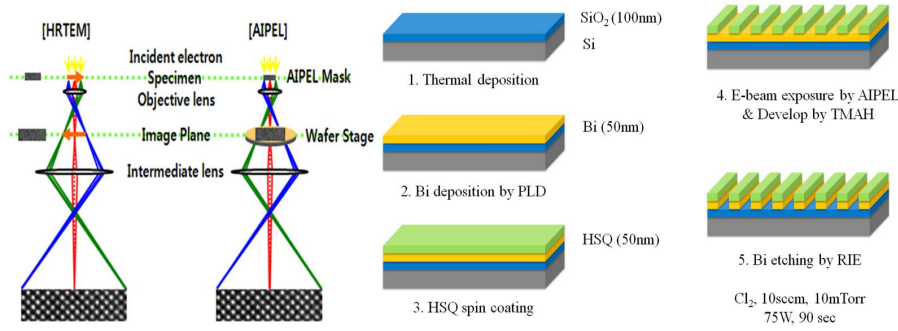 [HRTEM]
[AIPEL]
Incident electron
Specimen
AIPEL Mask
Objective lens
Image Plane
Wafer Stage
Intermediate lens
SiO₂ (100nm)
Si
1. Thermal deposition
Bi (50nm)
2. Bi deposition by PLD
HSQ (50nm)
3. HSQ spin coating
4. E-beam exposure by AIPEL
& Develop by TMAH
5. Bi etching by RIE
Cl₂, 10sccm, 10mTorr
75W, 90 sec